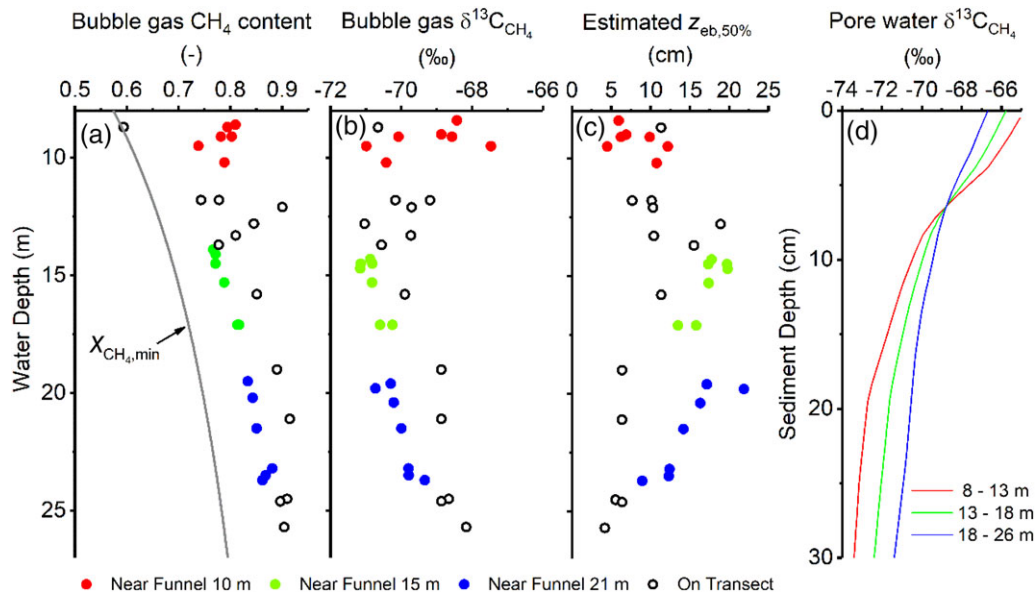 Bubble gas CH4 content
(-)
0.5 0.6 0.7 0.8 0.9
Bubble gas δ13CCH4
(‰)
-72 -70 -68 -66
Estimated zeb,50%
(cm)
0 5 10 15 20 25
Pore water δ13CCH4
(‰)
-74 -72 -70 -68 -66
(a)
(b)
(c)
(d)
Water Depth (m)
10
15
20
25
XCH4,min
Sediment Depth (cm)
0
10
20
30
8 - 13 m
13 - 18 m
18 - 26 m
Near Funnel 10 m
Near Funnel 15 m
Near Funnel 21 m
On Transect